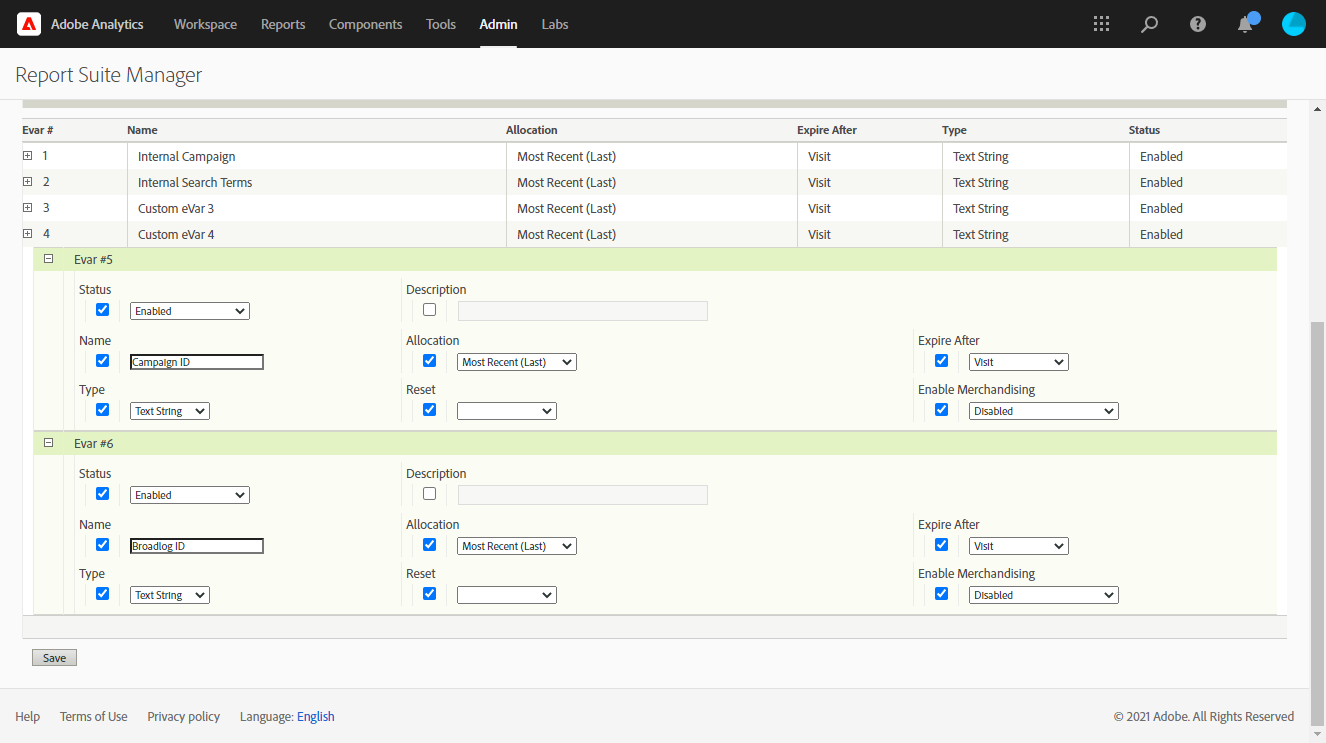 Adobe Analytics Workspace Reports Components Tools Admin Labs
Report Suite Manager
Evar # Name Allocation Expire After Type Status
1 Internal Campaign Most Recent (Last) Visit Text String Enabled
2 Internal Search Terms Most Recent (Last) Visit Text String Enabled
3 Custom eVar 3 Most Recent (Last) Visit Text String Enabled
4 Custom eVar 4 Most Recent (Last) Visit Text String Enabled
Evar #5
Status Description
Enabled
Name Allocation Expire After
Campaign ID Most Recent (Last) Visit
Type Reset Enable Merchandising
Text String Disabled
Evar #6
Status Description
Enabled
Name Allocation Expire After
Broadlog ID Most Recent (Last) Visit
Type Reset Enable Merchandising
Text String Disabled
Save
Help Terms of Use Privacy policy Language: English © 2021 Adobe. All Rights Reserved